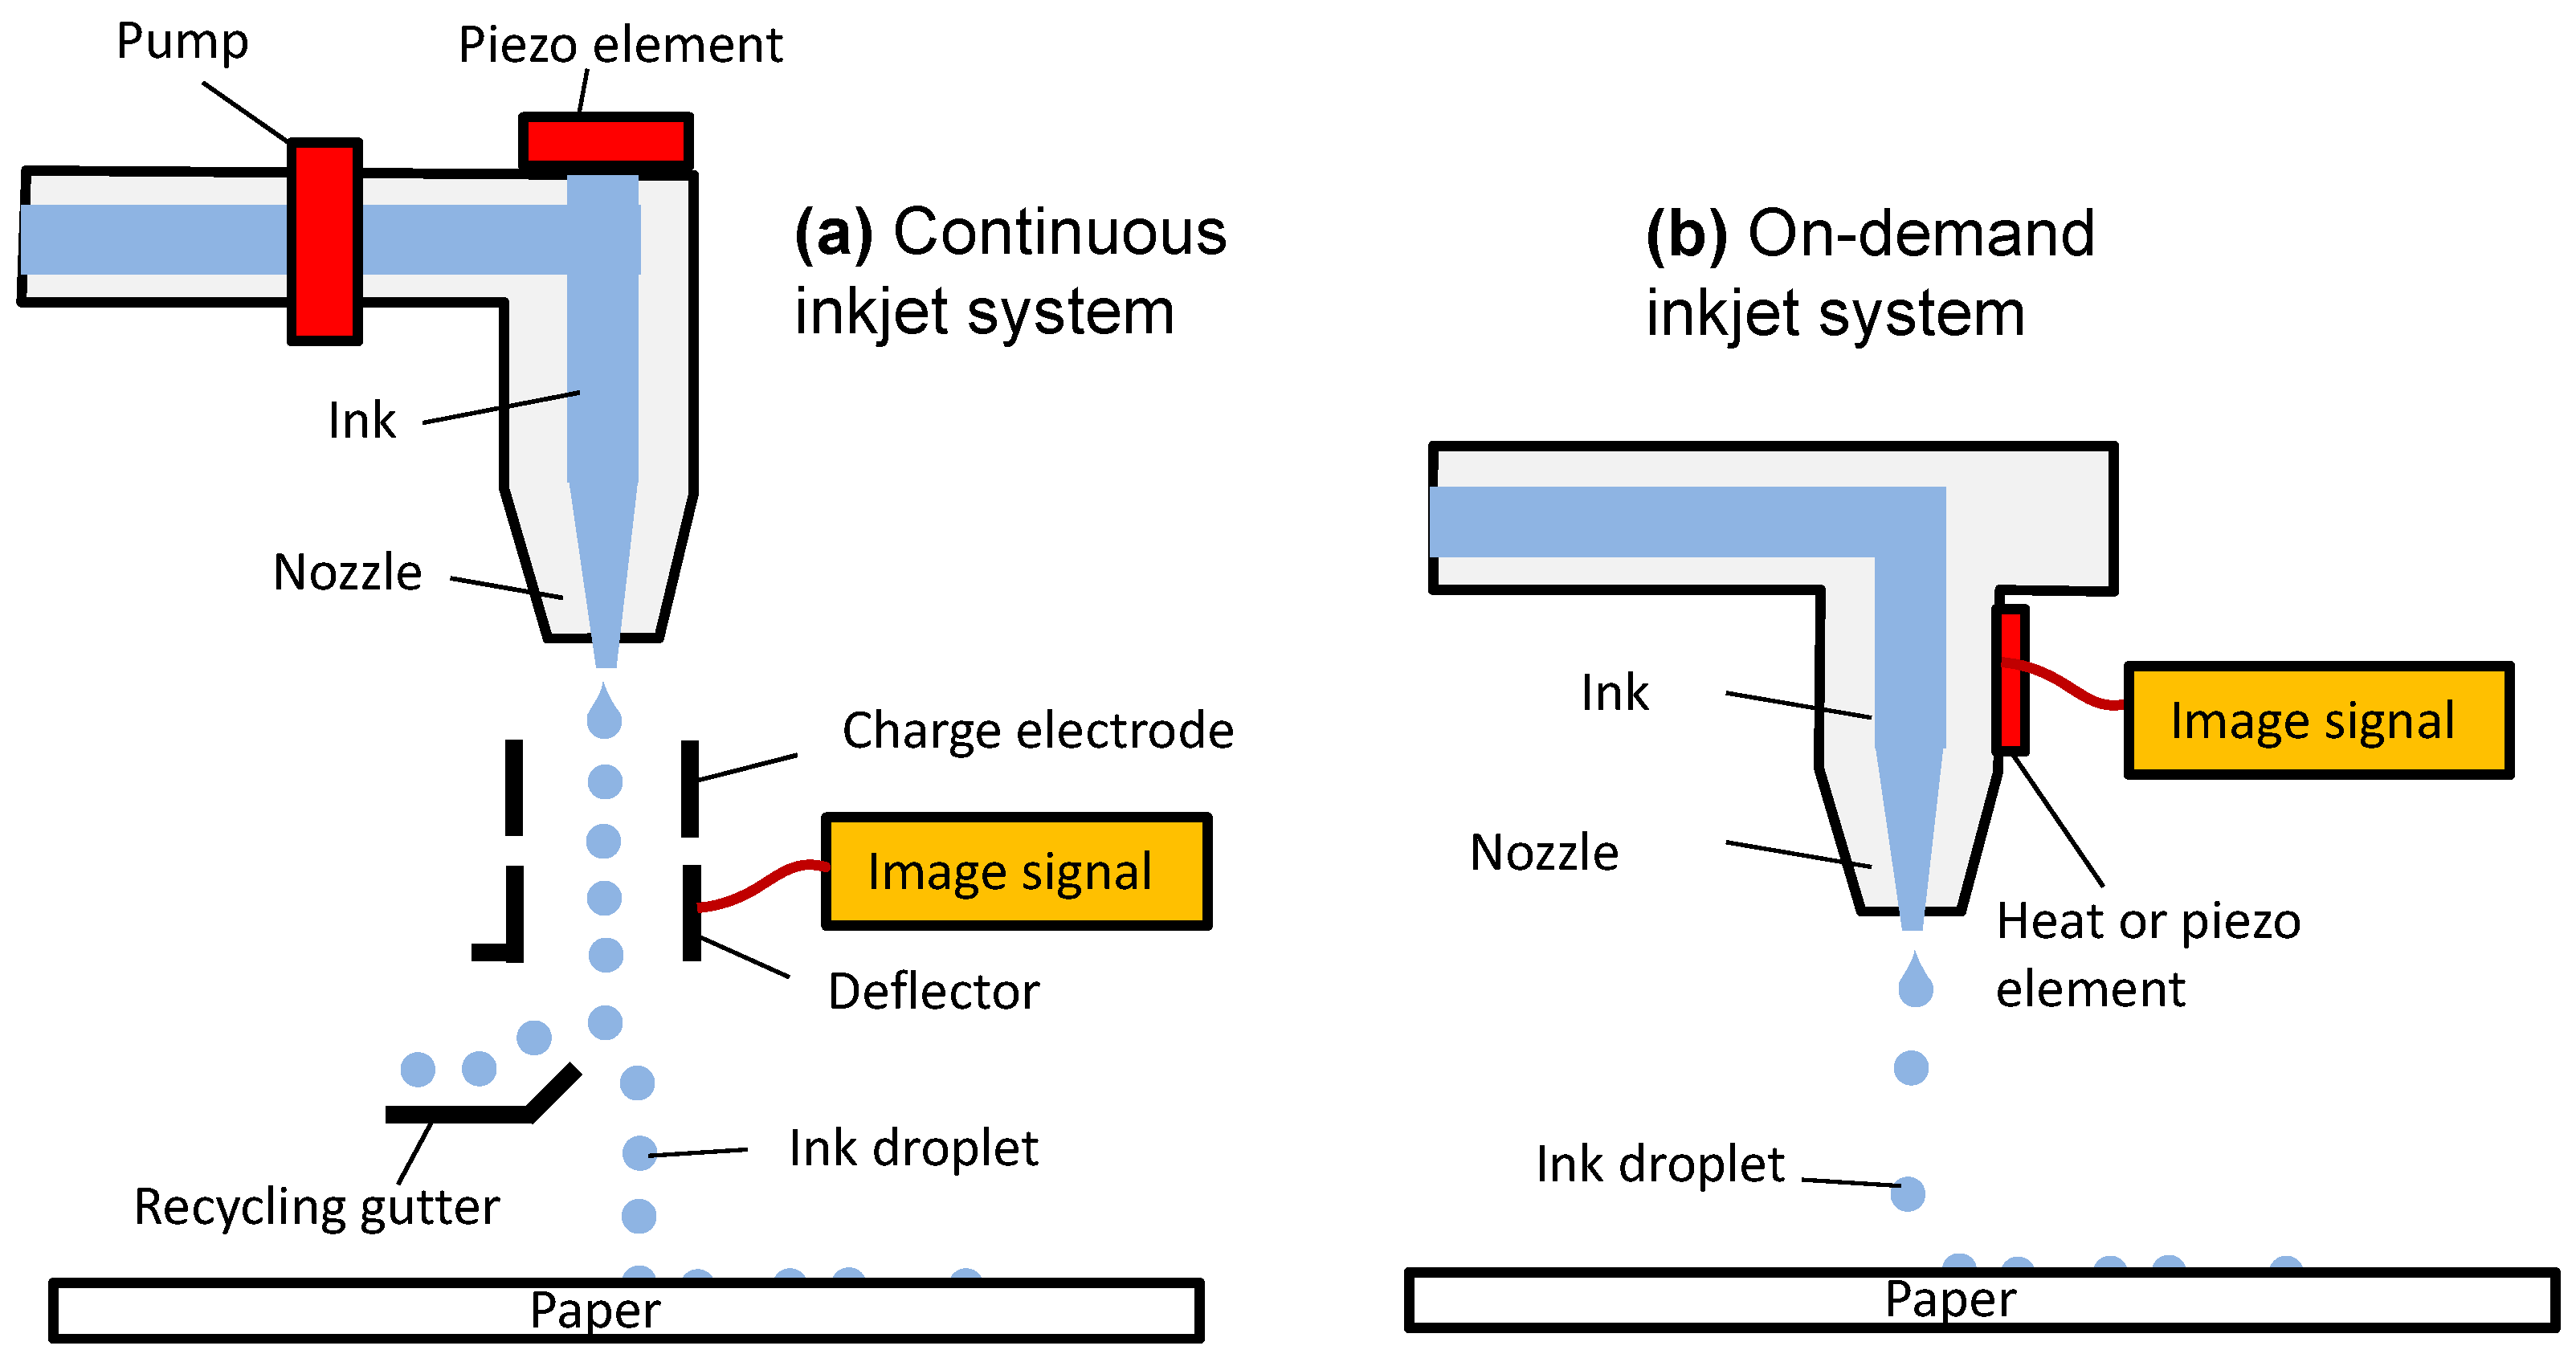 Pump
Piezo element
(a) Continuous
inkjet system
Ink
Nozzle
Charge electrode
Image signal
Deflector
Ink droplet
Recycling gutter
Paper
(b) On-demand
inkjet system
Ink
Image signal
Nozzle
Heat or piezo
element
Ink droplet
Paper